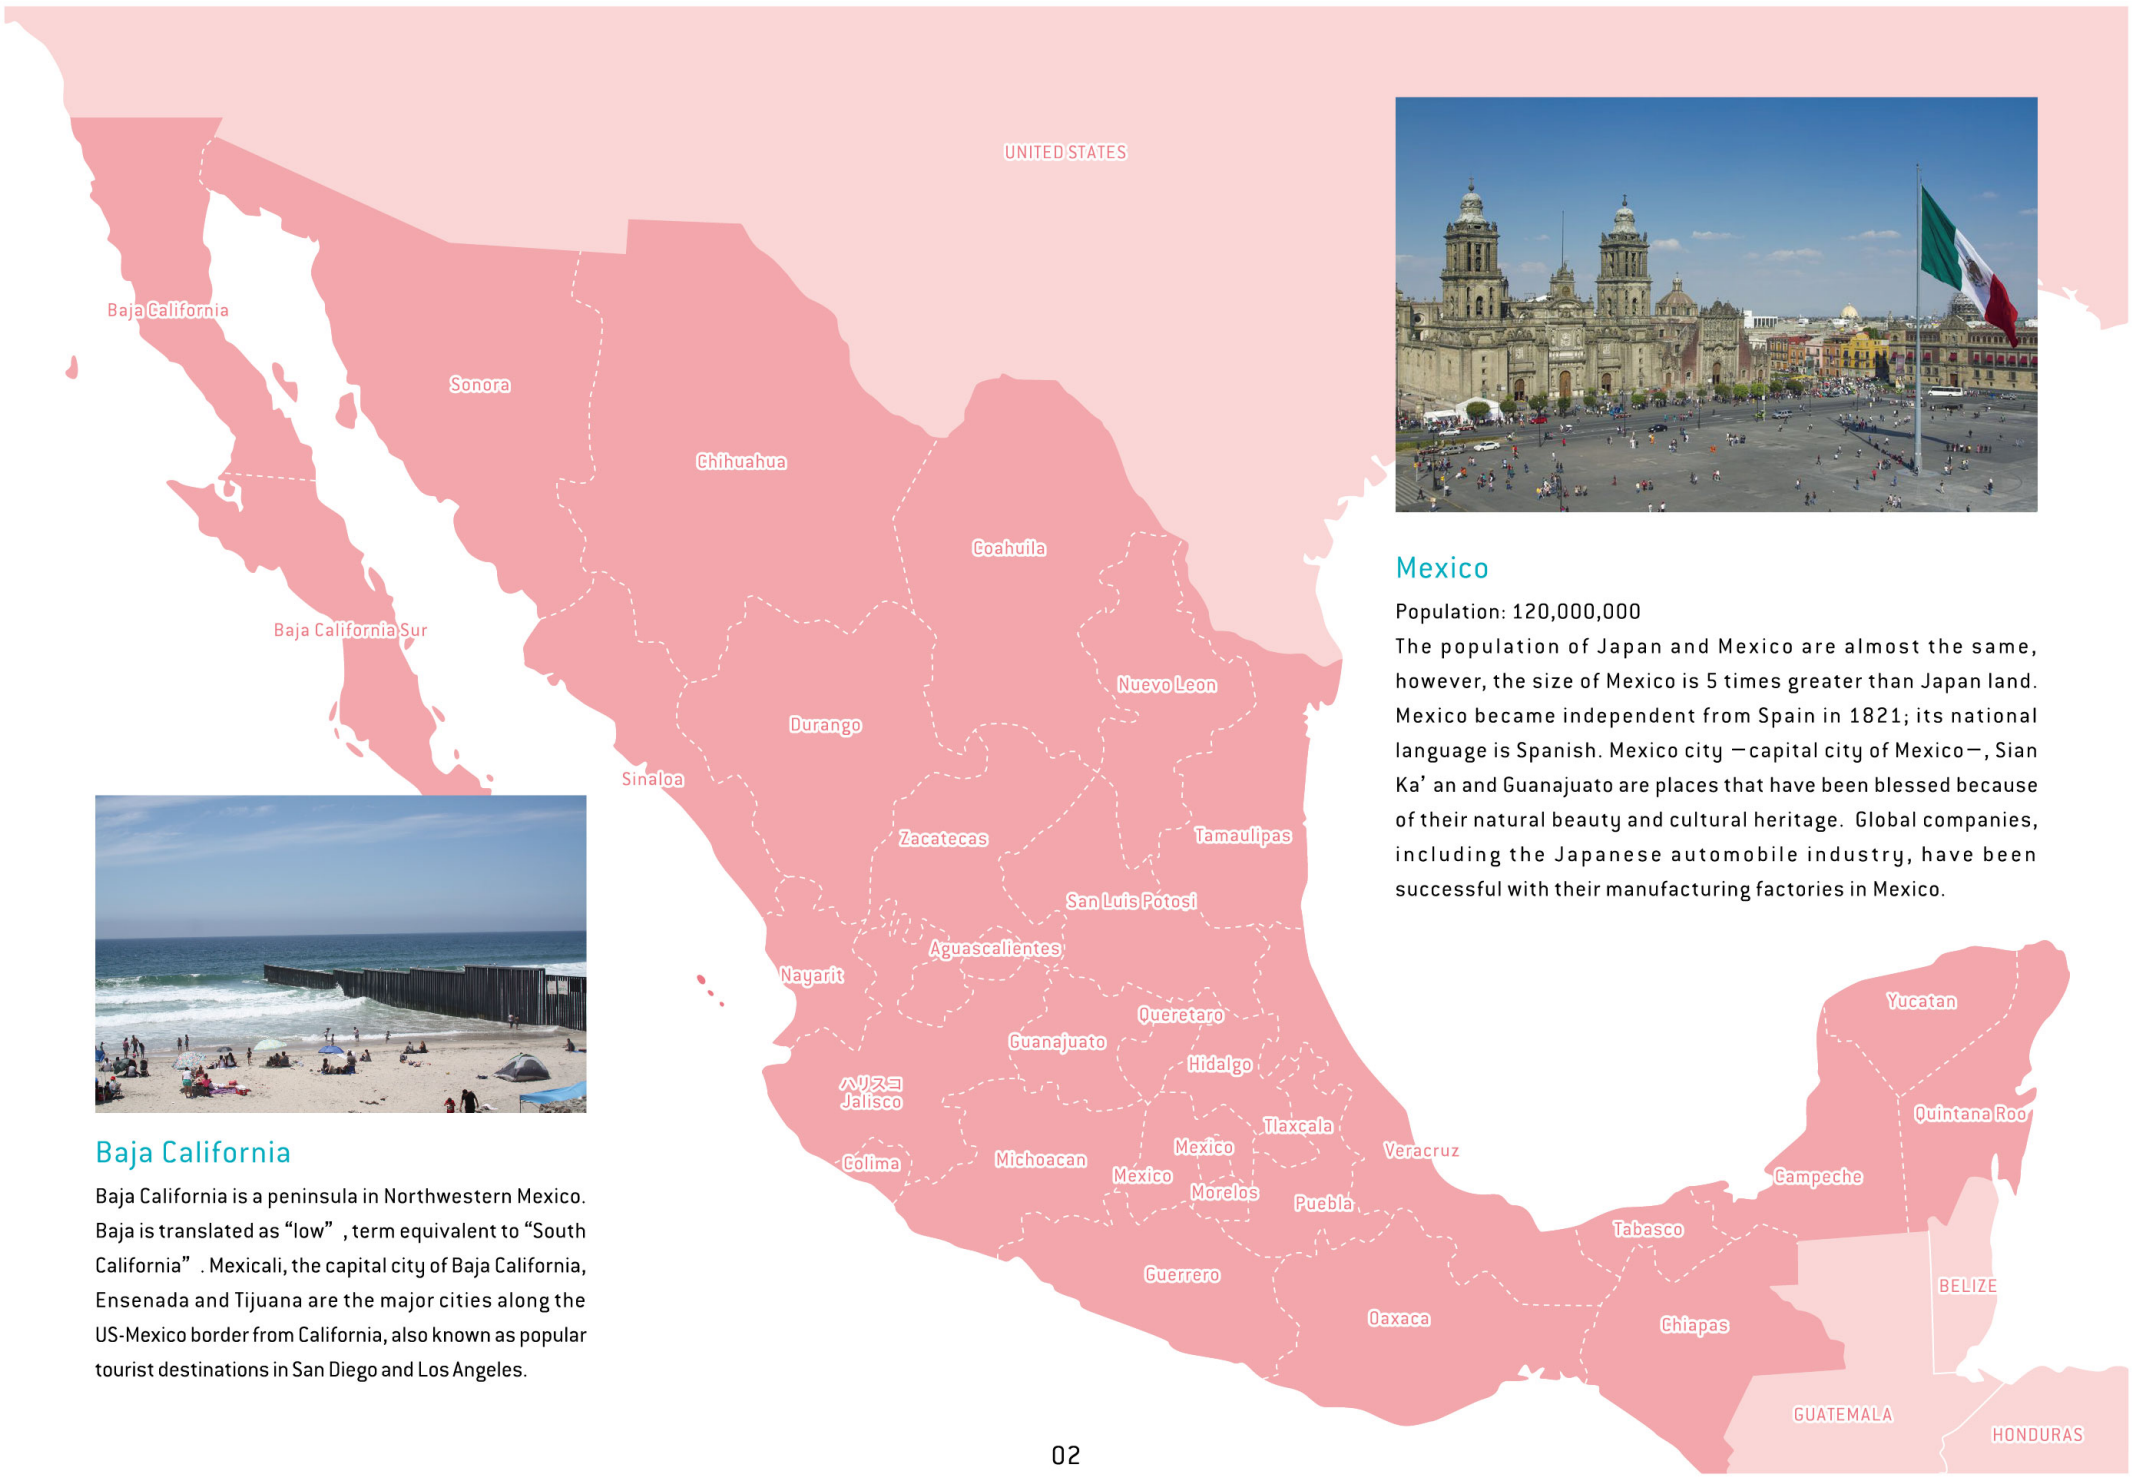 UNITED STATES
Baja California
Sonora
Chihuahua
Coahuila
Baja California Sur
Nuevo Leon
Durango
Sinaloa
Zacatecas
Tamaulipas
San Luis Potosi
Aguascalientes
Nayarit
Queretaro
Guanajuato
Hidalgo
ハリスコ
Jalisco
Tlaxcala
Mexico
Veracruz
Colima
Michoacan
Mexico
Morelos
Puebla
Guerrero
Oaxaca
Yucatan
Quintana Roo
Campeche
Tabasco
Chiapas
BELIZE
GUATEMALA
HONDURAS
Mexico
Population: 120,000,000
The population of Japan and Mexico are almost the same,
however, the size of Mexico is 5 times greater than Japan land.
Mexico became independent from Spain in 1821; its national
language is Spanish. Mexico city —capital city of Mexico—, Sian
Ka’ an and Guanajuato are places that have been blessed because
of their natural beauty and cultural heritage. Global companies,
including the Japanese automobile industry, have been
successful with their manufacturing factories in Mexico.
Baja California
Baja California is a peninsula in Northwestern Mexico.
Baja is translated as “low” , term equivalent to “South
California” . Mexicali, the capital city of Baja California,
Ensenada and Tijuana are the major cities along the
US-Mexico border from California, also known as popular
tourist destinations in San Diego and Los Angeles.
02